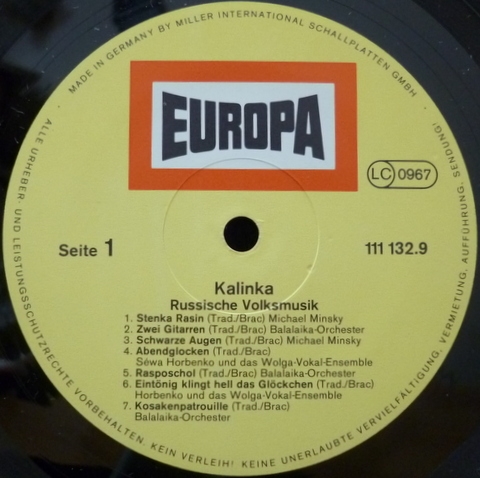 MADE IN GERMANY BY MILLER INTERNATIONAL SCHALLPLATTEN GMBH ·
EUROPA
LC 0967
Seite 1
111 132.9
Kalinka
Russische Volksmusik
1. Stenka Rasin (Trad./Brac) Michael Minsky
2. Zwei Gitarren (Trad./Brac) Balalaika-Orchester
3. Schwarze Augen (Trad./Brac) Michael Minsky
4. Abendglocken (Trad./Brac)
Séwa Horbenko und das Wolga-Vokal-Ensemble
5. Rasposchol (Trad./Brac) Balalaika-Orchester
6. Eintönig klingt hell das Glöckchen (Trad./Brac)
Horbenko und das Wolga-Vokal-Ensemble
7. Kosakenpatrouille (Trad./Brac)
Balalaika-Orchester
ALLE URHEBER- UND LEISTUNGSSCHUTZRECHTE VORBEHALTEN. KEIN VERLEIH! KEINE UNERLAUBTE VERVIELFÄLTIGUNG, VERMIETUNG, AUFFÜHRUNG, SENDUNG!